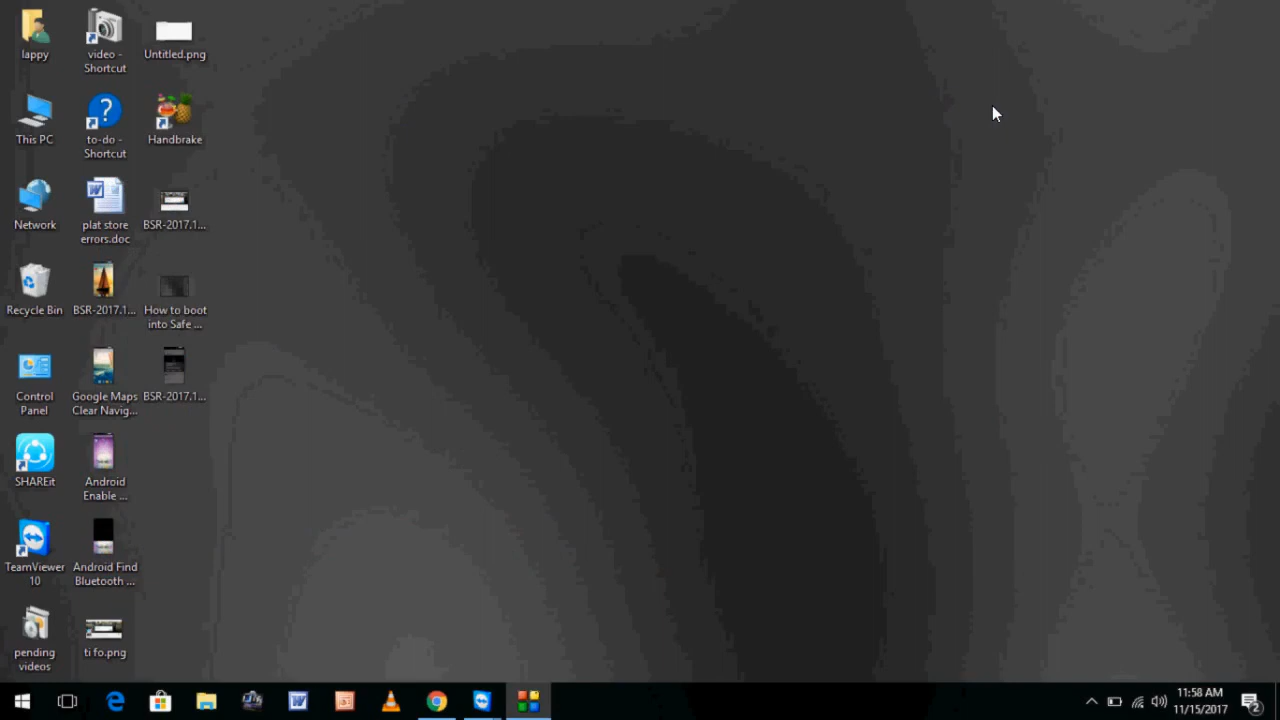 lappy
video -
Shortcut
Untitled.png
This PC
to-do -
Shortcut
Handbrake
Network
plat store
errors.doc
BSR-2017.1...
Recycle Bin
BSR-2017.1...
How to boot
into Safe ...
Control
Panel
Google Maps
Clear Navig...
BSR-2017.1...
SHAREit
Android
Enable ...
TeamViewer
10
Android Find
Bluetooth ...
pending
videos
ti fo.png
11:58 AM
11/15/2017
2